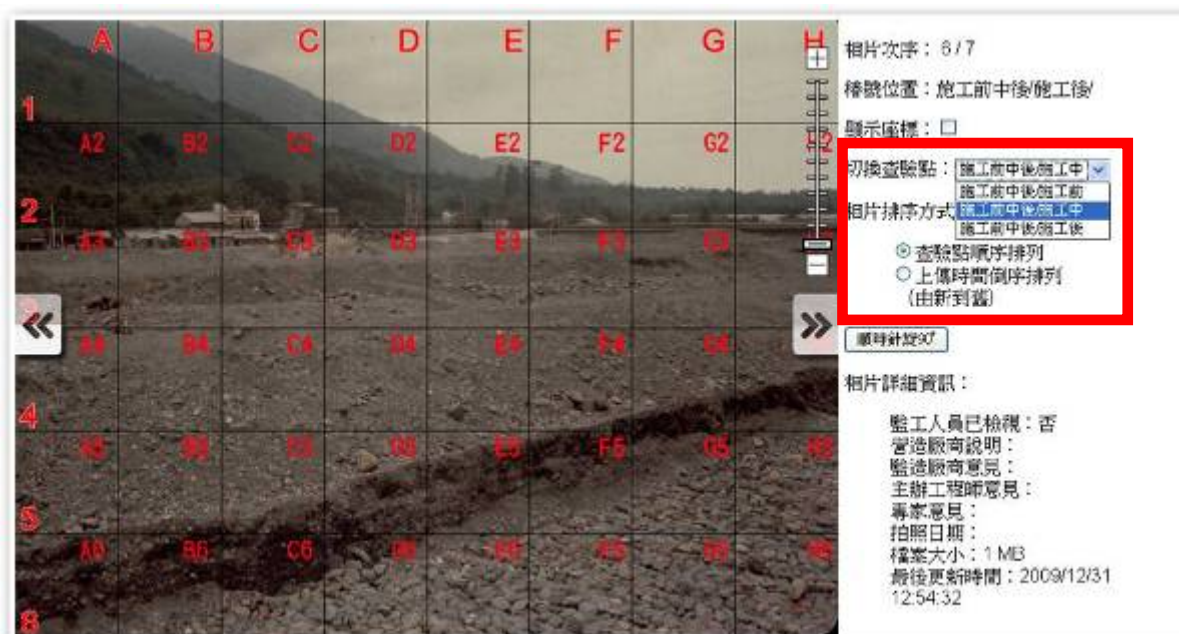 A B C D E F G H
相片次序： 6 / 7
樁號位置：施工前中後/施工後/
1
顯示座標：
A2 B2 C2 D2 E2 F2 G2 H2
切換查驗點： 施工前中後/施工中
施工前中後/施工前
2
相片排序方式 施工前中後/施工中
施工前中後/施工後
A3 B3 C3 D3 E3 F3 G3
查驗點順序排列
上傳時間倒序排列
(由新到舊)
3
A4 B4 C4 D4 E4 F4 G4
順時針旋90°
相片詳細資訊：
4
監工人員已檢視：否
營造廠商說明：
A5 B5 C5 D5 E5 F5 G5 H5
監造廠商意見：
主辦工程師意見：
專家意見：
5
拍照日期：
A6 B6 C6 D6 E6 F6 G6 H6
檔案大小：1 MB
最後更新時間：2009/12/31
12:54:32